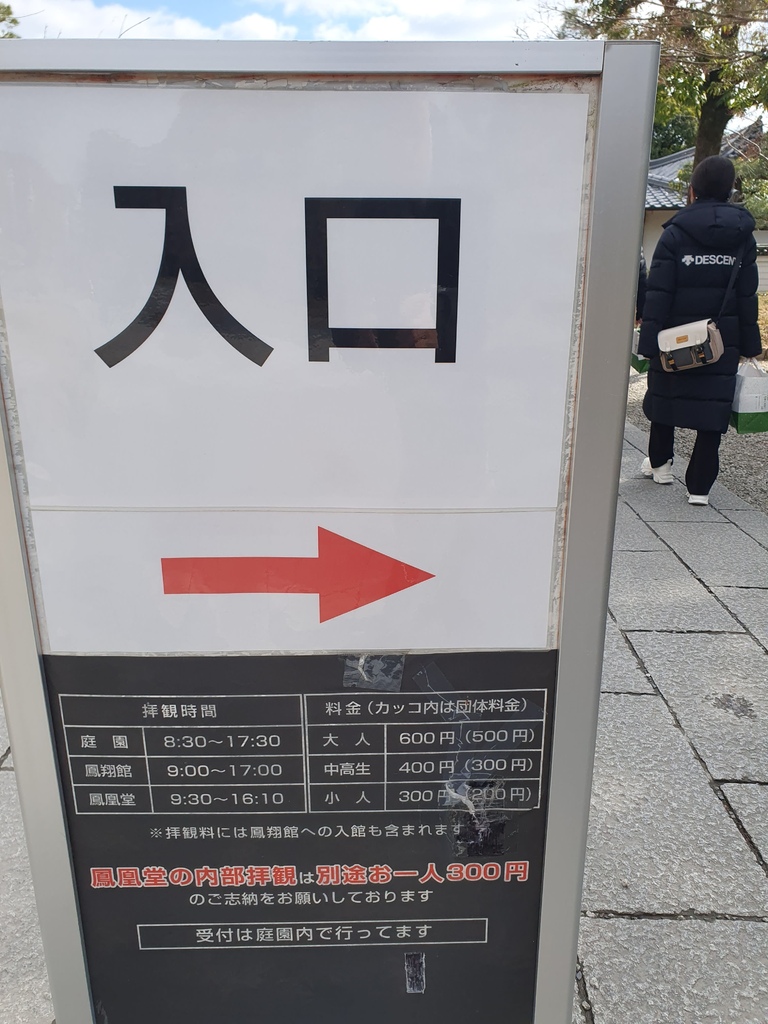 入口
DESCEN
拝観時間
庭園 8:30～17:30
鳳翔館 9:00～17:00
鳳凰堂 9:30～16:10
料金（カッコ内は団体料金）
大人 600円（500円）
中高生 400円（300円）
小人 300円（200円）
※拝観料には鳳翔館への入館も含まれます
鳳凰堂の内部拝観は別途お一人300円
のご志納をお願いしております
受付は庭園内で行ってます